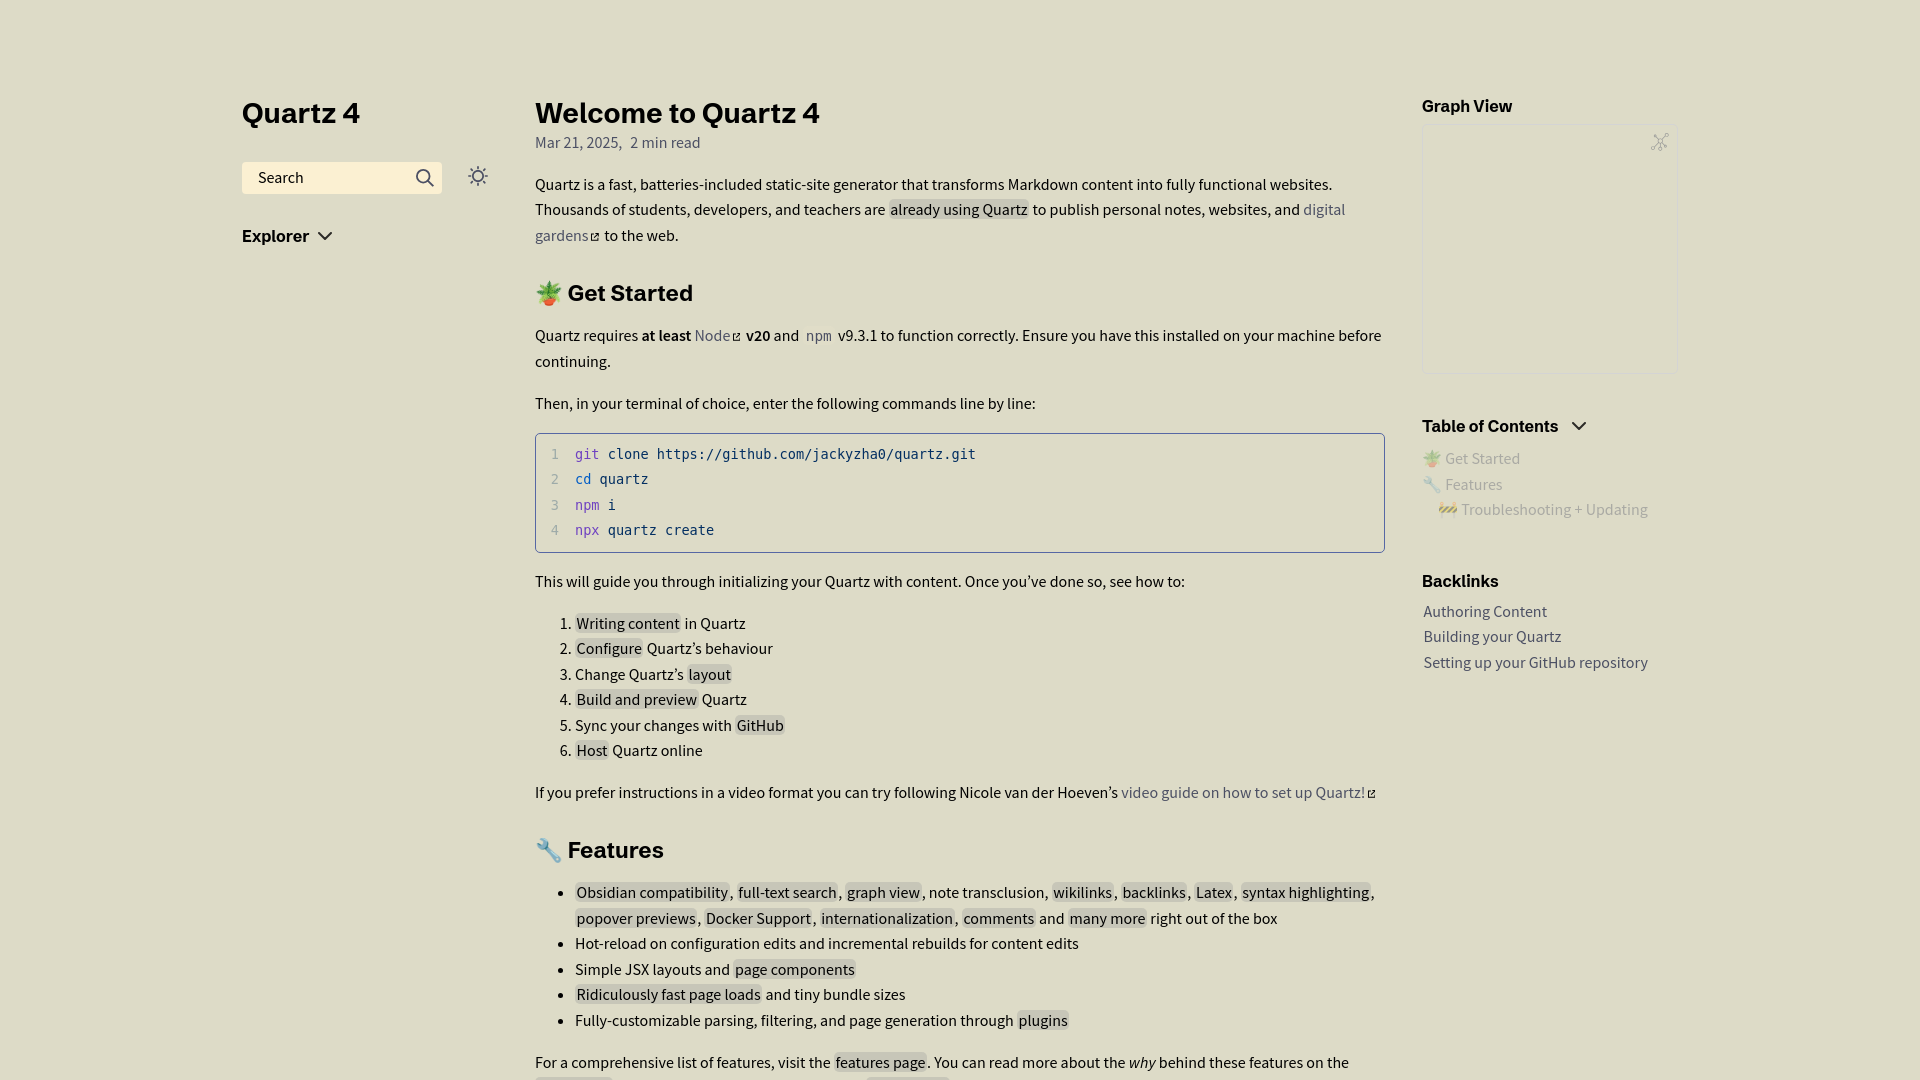 Quartz 4
Search
Explorer
Welcome to Quartz 4
Mar 21, 2025, 2 min read
Quartz is a fast, batteries-included static-site generator that transforms Markdown content into fully functional websites.
Thousands of students, developers, and teachers are already using Quartz to publish personal notes, websites, and digital
gardens to the web.
🪴 Get Started
Quartz requires at least Node v20 and npm v9.3.1 to function correctly. Ensure you have this installed on your machine before
continuing.
Then, in your terminal of choice, enter the following commands line by line:
1 git clone https://github.com/jackyzha0/quartz.git
2 cd quartz
3 npm i
4 npx quartz create
This will guide you through initializing your Quartz with content. Once you’ve done so, see how to:
1. Writing content in Quartz
2. Configure Quartz’s behaviour
3. Change Quartz’s layout
4. Build and preview Quartz
5. Sync your changes with GitHub
6. Host Quartz online
If you prefer instructions in a video format you can try following Nicole van der Hoeven’s video guide on how to set up Quartz!
🔧 Features
• Obsidian compatibility, full-text search, graph view, note transclusion, wikilinks, backlinks, Latex, syntax highlighting,
popover previews, Docker Support, internationalization, comments and many more right out of the box
• Hot-reload on configuration edits and incremental rebuilds for content edits
• Simple JSX layouts and page components
• Ridiculously fast page loads and tiny bundle sizes
• Fully-customizable parsing, filtering, and page generation through plugins
For a comprehensive list of features, visit the features page. You can read more about the why behind these features on the
Graph View
Table of Contents
🪴 Get Started
🔧 Features
🚧 Troubleshooting + Updating
Backlinks
Authoring Content
Building your Quartz
Setting up your GitHub repository